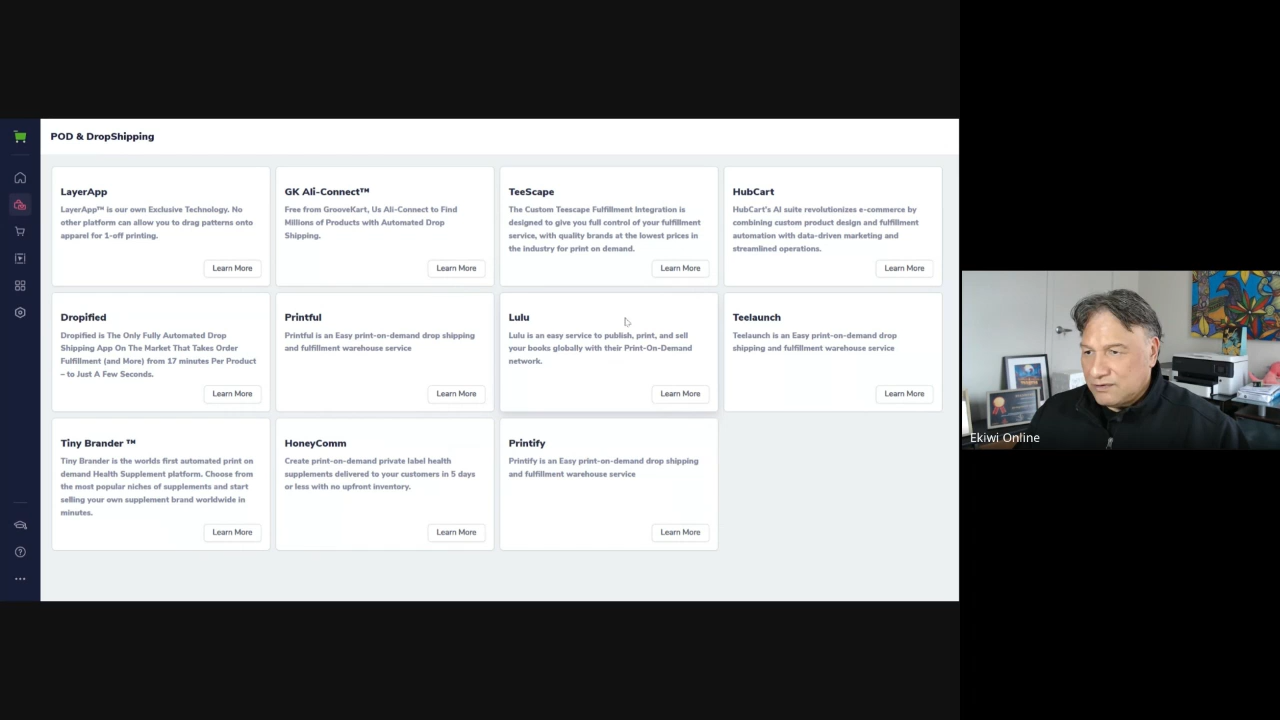 POD & DropShipping
LayerApp
LayerApp™ is our own Exclusive Technology. No
other platform can allow you to drag patterns onto
apparel for 1-off printing.
Learn More
GK Ali-Connect™
Free from GrooveKart, Us Ali-Connect to Find
Millions of Products with Automated Drop
Shipping.
Learn More
TeeScape
The Custom Teescape Fulfillment Integration is
designed to give you full control of your fulfillment
service, with quality brands at the lowest prices in
the industry for print on demand.
Learn More
HubCart
HubCart's AI suite revolutionizes e-commerce by
combining custom product design and fulfillment
automation with data-driven marketing and
streamlined operations.
Learn More
Dropified
Dropified is The Only Fully Automated Drop
Shipping App On The Market That Takes Order
Fulfillment (and More) from 17 minutes Per Product
– to Just A Few Seconds.
Learn More
Printful
Printful is an Easy print-on-demand drop shipping
and fulfillment warehouse service
Learn More
Lulu
Lulu is an easy service to publish, print, and sell
your books globally with their Print-On-Demand
network.
Learn More
Teelaunch
Teelaunch is an Easy print-on-demand drop
shipping and fulfillment warehouse service
Learn More
Tiny Brander ™
Tiny Brander is the worlds first automated print on
demand Health Supplement platform. Choose from
the most popular niches of supplements and start
selling your own supplement brand worldwide in
minutes.
Learn More
HoneyComm
Create print-on-demand private label health
supplements delivered to your customers in 5 days
or less with no upfront inventory.
Learn More
Printify
Printify is an Easy print-on-demand drop shipping
and fulfillment warehouse service
Learn More
Ekiwi Online